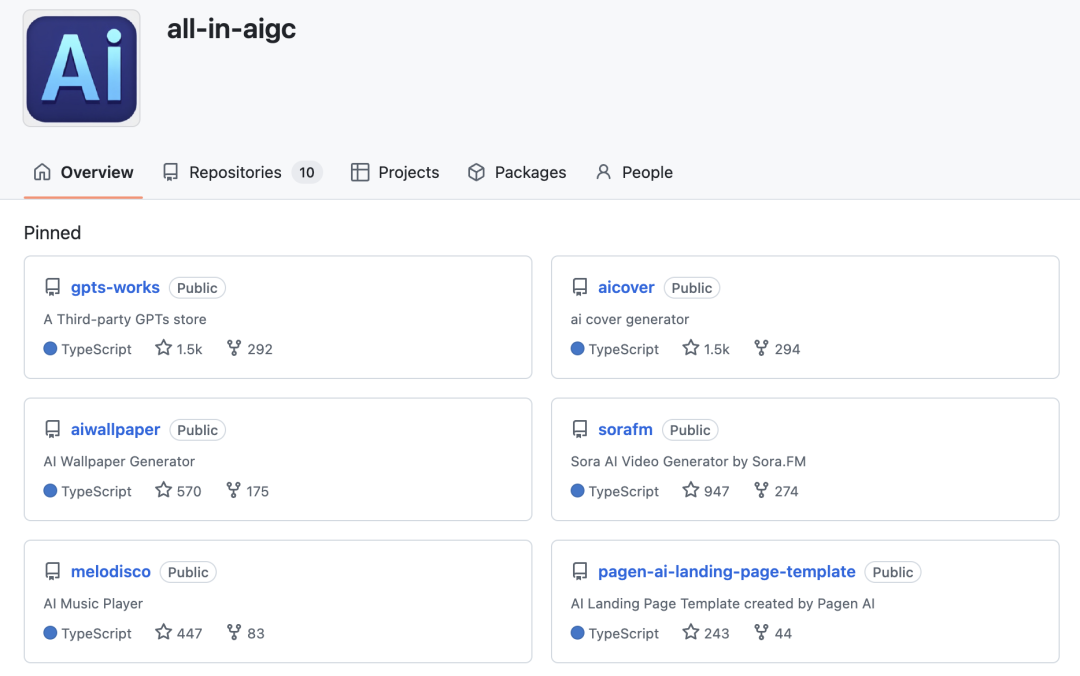 Ai
all-in-aigc
Overview Repositories 10 Projects Packages People
Pinned
gpts-works Public
A Third-party GPTs store
TypeScript 1.5k 292
aicover Public
ai cover generator
TypeScript 1.5k 294
aiwallpaper Public
AI Wallpaper Generator
TypeScript 570 175
sorafm Public
Sora AI Video Generator by Sora.FM
TypeScript 947 274
melodisco Public
AI Music Player
TypeScript 447 83
pagen-ai-landing-page-template Public
AI Landing Page Template created by Pagen AI
TypeScript 243 44